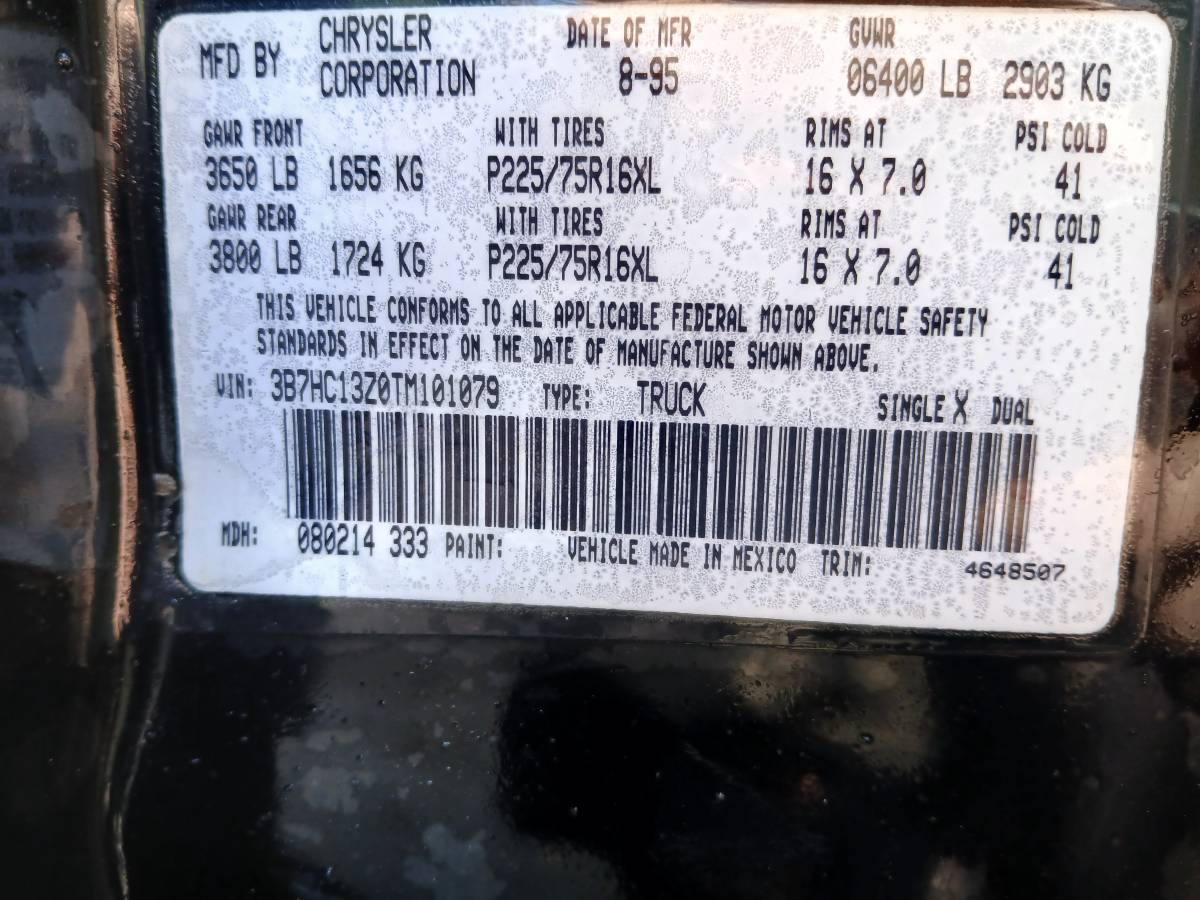 MFD BY CHRYSLER CORPORATION DATE OF MFR 8-95 GVWR 06400 LB 2903 KG
GAWR FRONT WITH TIRES RIMS AT PSI COLD
3650 LB 1656 KG P225/75R16XL 16 X 7.0 41
GAWR REAR WITH TIRES RIMS AT PSI COLD
3800 LB 1724 KG P225/75R16XL 16 X 7.0 41
THIS VEHICLE CONFORMS TO ALL APPLICABLE FEDERAL MOTOR VEHICLE SAFETY
STANDARDS IN EFFECT ON THE DATE OF MANUFACTURE SHOWN ABOVE.
VIN: 3B7HC13Z0TM101079 TYPE: TRUCK SINGLE X DUAL
MDH: 080214 333 PAINT: VEHICLE MADE IN MEXICO TRIM: 4648507